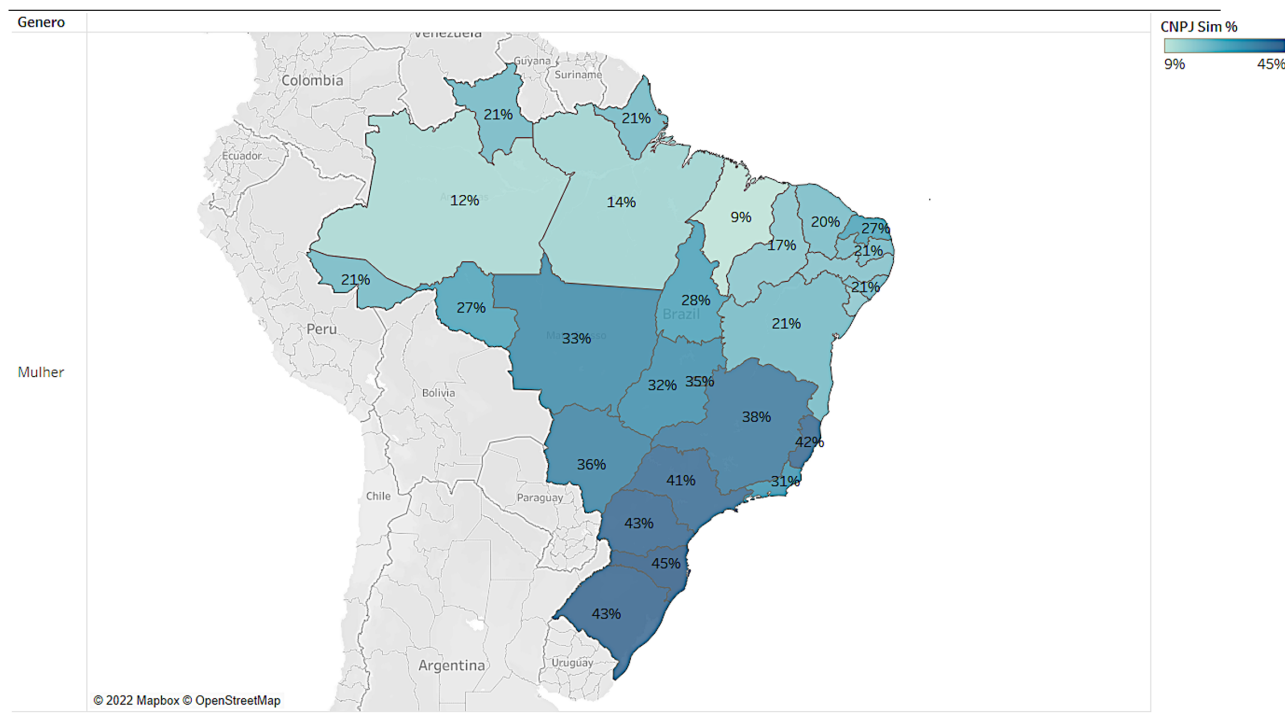 Genero
CNPJ Sim %
9%
45%
Mulher
Venezuela
Guyana
Suriname
Colombia
Ecuador
Peru
Brazil
Bolivia
Chile
Paraguay
Argentina
Uruguay
21%
21%
12%
14%
9%
20%
27%
17%
21%
21%
21%
27%
28%
21%
33%
32%
35%
38%
42%
36%
41%
31%
43%
45%
43%
© 2022 Mapbox © OpenStreetMap